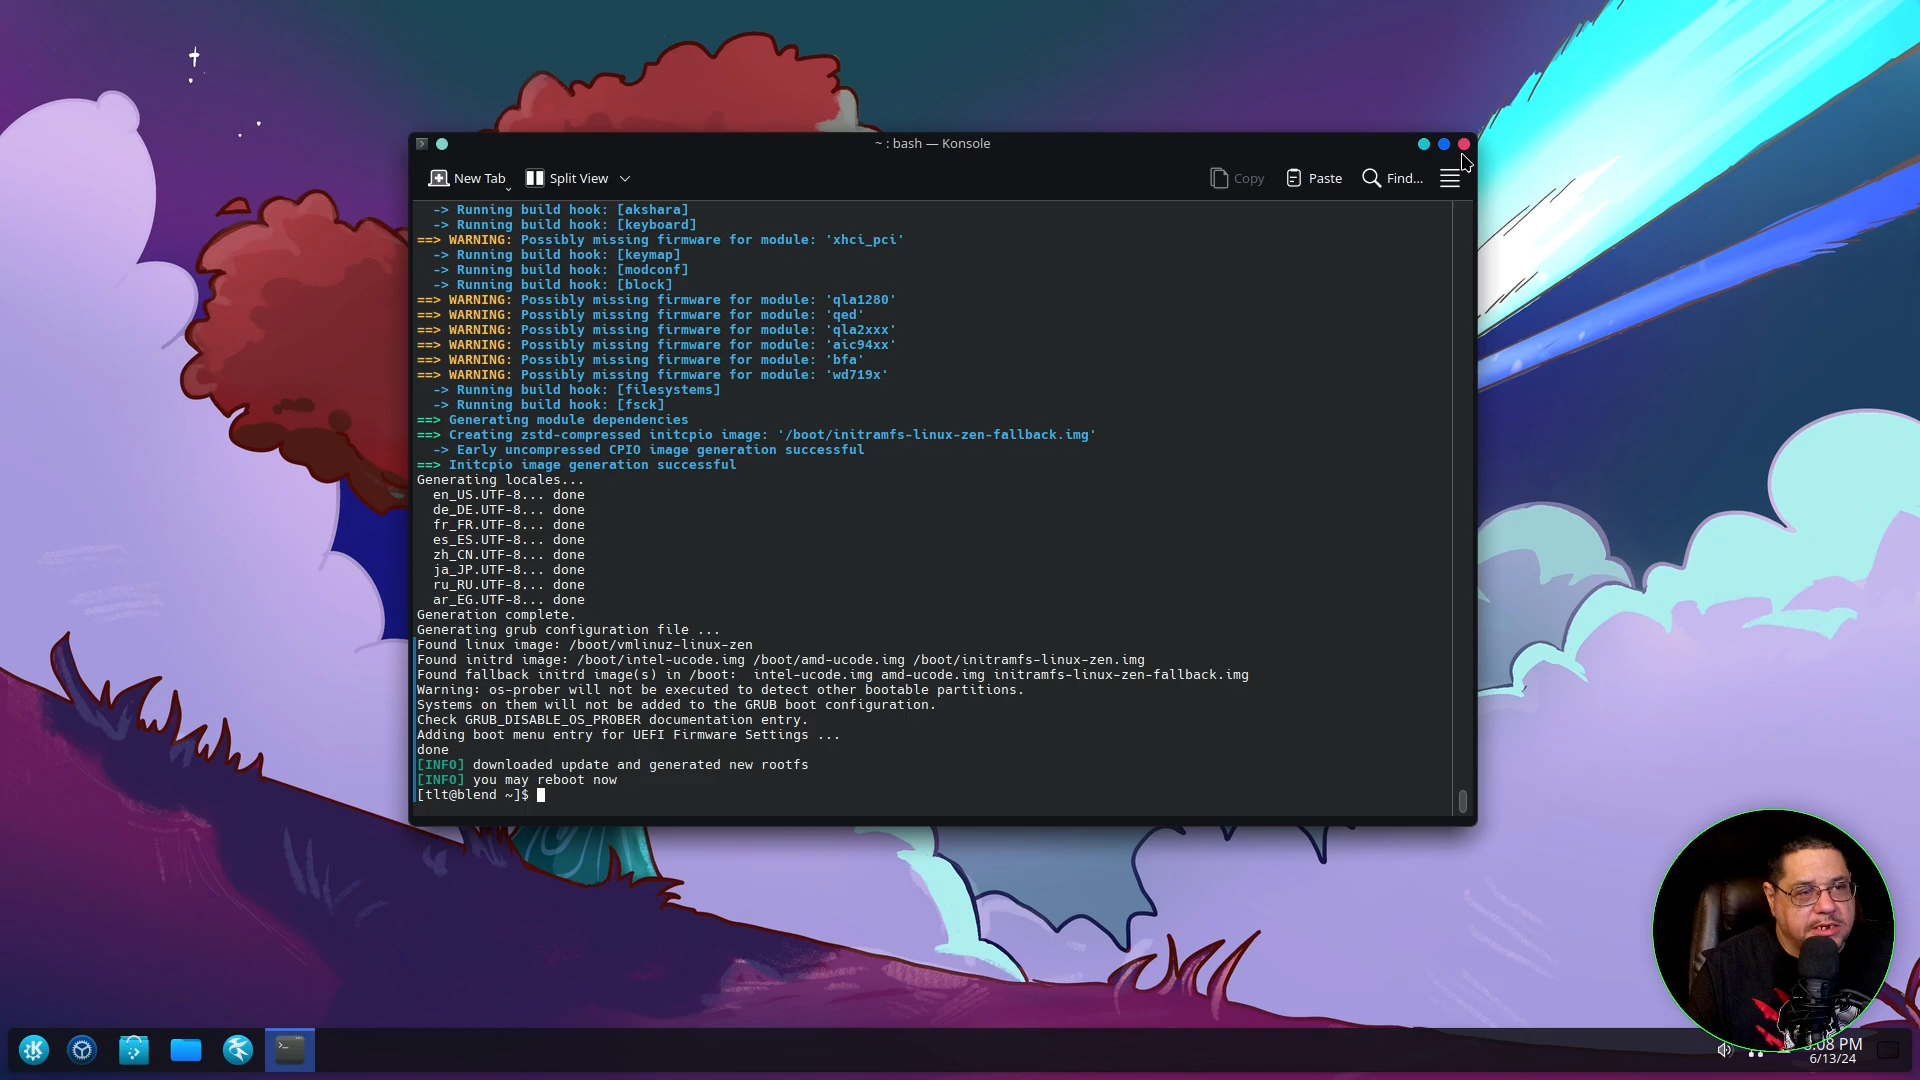 ~ : bash — Konsole
New Tab Split View Copy Paste Find...
-> Running build hook: [akshara]
-> Running build hook: [keyboard]
==> WARNING: Possibly missing firmware for module: 'xhci_pci'
-> Running build hook: [keymap]
-> Running build hook: [modconf]
-> Running build hook: [block]
==> WARNING: Possibly missing firmware for module: 'qla1280'
==> WARNING: Possibly missing firmware for module: 'qed'
==> WARNING: Possibly missing firmware for module: 'qla2xxx'
==> WARNING: Possibly missing firmware for module: 'aic94xx'
==> WARNING: Possibly missing firmware for module: 'bfa'
==> WARNING: Possibly missing firmware for module: 'wd719x'
-> Running build hook: [filesystems]
-> Running build hook: [fsck]
==> Generating module dependencies
==> Creating zstd-compressed initcpio image: '/boot/initramfs-linux-zen-fallback.img'
-> Early uncompressed CPIO image generation successful
==> Initcpio image generation successful
Generating locales...
en_US.UTF-8... done
de_DE.UTF-8... done
fr_FR.UTF-8... done
es_ES.UTF-8... done
zh_CN.UTF-8... done
ja_JP.UTF-8... done
ru_RU.UTF-8... done
ar_EG.UTF-8... done
Generation complete.
Generating grub configuration file ...
Found linux image: /boot/vmlinuz-linux-zen
Found initrd image: /boot/intel-ucode.img /boot/amd-ucode.img /boot/initramfs-linux-zen.img
Found fallback initrd image(s) in /boot:  intel-ucode.img amd-ucode.img initramfs-linux-zen-fallback.img
Warning: os-prober will not be executed to detect other bootable partitions.
Systems on them will not be added to the GRUB boot configuration.
Check GRUB_DISABLE_OS_PROBER documentation entry.
Adding boot menu entry for UEFI Firmware Settings ...
done
[INFO] downloaded update and generated new rootfs
[INFO] you may reboot now
[tlt@blend ~]$
:08 PM
6/13/24